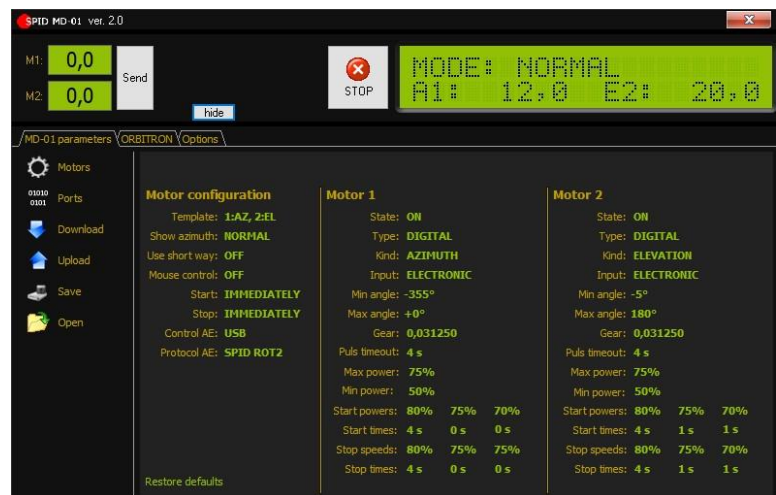 SPID MD-01 ver. 2.0
M1: 0,0
M2: 0,0
Send
hide
STOP
MODE: NORMAL
A1: 12,0 E2: 20,0
MD-01 parameters ORBITRON Options
Motors
01010
0101
Ports
Download
Upload
Save
Open
Motor configuration
Template: 1:AZ, 2:EL
Show azimuth: NORMAL
Use short way: OFF
Mouse control: OFF
Start: IMMEDIATELY
Stop: IMMEDIATELY
Control AE: USB
Protocol AE: SPID ROT2
Restore defaults
Motor 1
State: ON
Type: DIGITAL
Kind: AZIMUTH
Input: ELECTRONIC
Min angle: -355°
Max angle: +0°
Gear: 0,031250
Puls timeout: 4 s
Max power: 75%
Min power: 50%
Start powers: 80% 75% 70%
Start times: 4 s 0 s 0 s
Stop speeds: 80% 75% 75%
Stop times: 4 s 0 s 0 s
Motor 2
State: ON
Type: DIGITAL
Kind: ELEVATION
Input: ELECTRONIC
Min angle: -5°
Max angle: 180°
Gear: 0,031250
Puls timeout: 4 s
Max power: 75%
Min power: 50%
Start powers: 80% 75% 70%
Start times: 4 s 1 s 1 s
Stop speeds: 80% 75% 70%
Stop times: 4 s 1 s 1 s